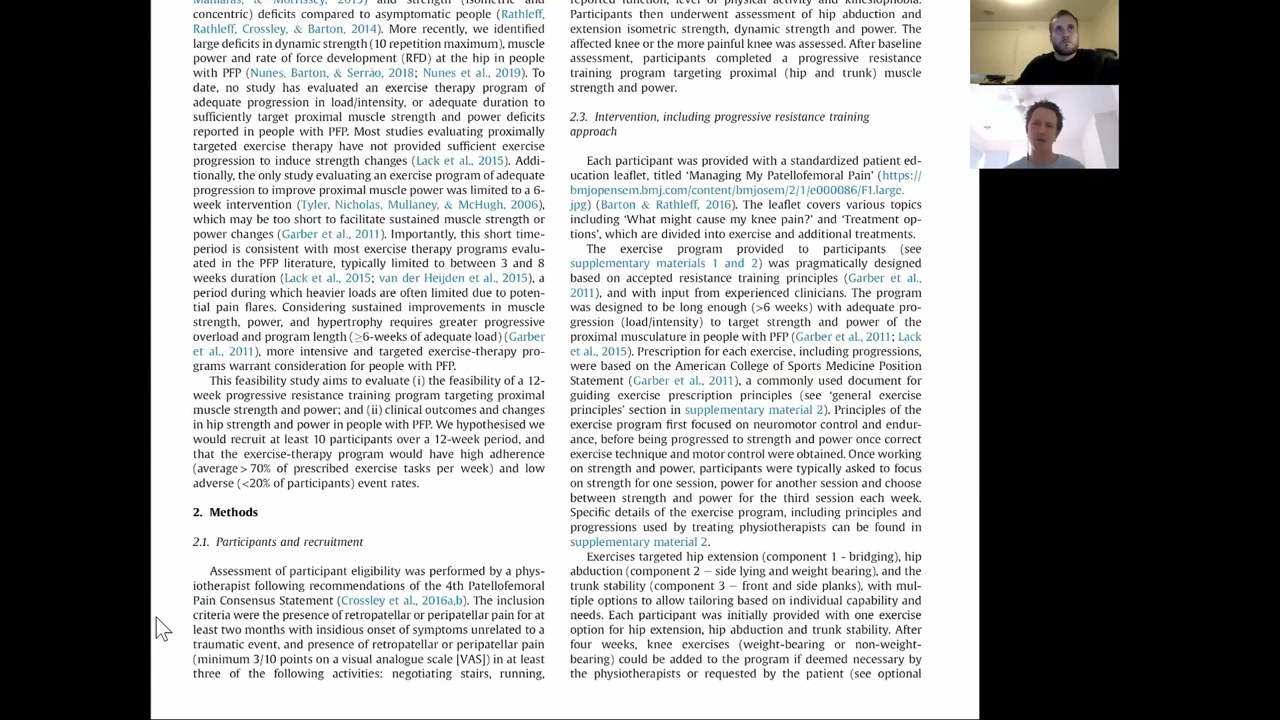 concentric) deficits compared to asymptomatic people (Rathleff,
Rathleff, Crossley, & Barton, 2014). More recently, we identified
large deficits in dynamic strength (10 repetition maximum), muscle
power and rate of force development (RFD) at the hip in people
with PFP (Nunes, Barton, & Serrão, 2018; Nunes et al., 2019). To
date, no study has evaluated an exercise therapy program of
adequate progression in load/intensity, or adequate duration to
sufficiently target proximal muscle strength and power deficits
reported in people with PFP. Most studies evaluating proximally
targeted exercise therapy have not provided sufficient exercise
progression to induce strength changes (Lack et al., 2015). Addi-
tionally, the only study evaluating an exercise program of adequate
progression to improve proximal muscle power was limited to a 6-
week intervention (Tyler, Nicholas, Mullaney, & McHugh, 2006),
which may be too short to facilitate sustained muscle strength or
power changes (Garber et al., 2011). Importantly, this short time-
period is consistent with most exercise therapy programs evalu-
ated in the PFP literature, typically limited to between 3 and 8
weeks duration (Lack et al., 2015; van der Heijden et al., 2015), a
period during which heavier loads are often limited due to poten-
tial pain flares. Considering sustained improvements in muscle
strength, power, and hypertrophy requires greater progressive
overload and program length (≥6-weeks of adequate load) (Garber
et al., 2011), more intensive and targeted exercise-therapy pro-
grams warrant consideration for people with PFP.
This feasibility study aims to evaluate (i) the feasibility of a 12-
week progressive resistance training program targeting proximal
muscle strength and power; and (ii) clinical outcomes and changes
in hip strength and power in people with PFP. We hypothesised we
would recruit at least 10 participants over a 12-week period, and
that the exercise-therapy program would have high adherence
(average > 70% of prescribed exercise tasks per week) and low
adverse (<20% of participants) event rates.
2. Methods
2.1. Participants and recruitment
Assessment of participant eligibility was performed by a phys-
iotherapist following recommendations of the 4th Patellofemoral
Pain Consensus Statement (Crossley et al., 2016a,b). The inclusion
criteria were the presence of retropatellar or peripatellar pain for at
least two months with insidious onset of symptoms unrelated to a
traumatic event, and presence of retropatellar or peripatellar pain
(minimum 3/10 points on a visual analogue scale [VAS]) in at least
three of the following activities: negotiating stairs, running,
reported function, level of physical activity and kinesiophobia.
Participants then underwent assessment of hip abduction and
extension isometric strength, dynamic strength and power. The
affected knee or the more painful knee was assessed. After baseline
assessment, participants completed a progressive resistance
training program targeting proximal (hip and trunk) muscle
strength and power.
2.3. Intervention, including progressive resistance training
approach
Each participant was provided with a standardized patient ed-
ucation leaflet, titled 'Managing My Patellofemoral Pain' (https://
bmjopensem.bmj.com/content/bmjosem/2/1/e000086/F1.large.
jpg) (Barton & Rathleff, 2016). The leaflet covers various topics
including 'What might cause my knee pain?' and 'Treatment op-
tions', which are divided into exercise and additional treatments.
The exercise program provided to participants (see
supplementary materials 1 and 2) was pragmatically designed
based on accepted resistance training principles (Garber et al.,
2011), and with input from experienced clinicians. The program
was designed to be long enough (>6 weeks) with adequate pro-
gression (load/intensity) to target strength and power of the
proximal musculature in people with PFP (Garber et al., 2011; Lack
et al., 2015). Prescription for each exercise, including progressions,
were based on the American College of Sports Medicine Position
Statement (Garber et al., 2011), a commonly used document for
guiding exercise prescription principles (see 'general exercise
principles' section in supplementary material 2). Principles of the
exercise program first focused on neuromotor control and endur-
ance, before being progressed to strength and power once correct
exercise technique and motor control were obtained. Once working
on strength and power, participants were typically asked to focus
on strength for one session, power for another session and choose
between strength and power for the third session each week.
Specific details of the exercise program, including principles and
progressions used by treating physiotherapists can be found in
supplementary material 2.
Exercises targeted hip extension (component 1 - bridging), hip
abduction (component 2 – side lying and weight bearing), and the
trunk stability (component 3 – front and side planks), with mul-
tiple options to allow tailoring based on individual capability and
needs. Each participant was initially provided with one exercise
option for hip extension, hip abduction and trunk stability. After
four weeks, knee exercises (weight-bearing or non-weight-
bearing) could be added to the program if deemed necessary by
the physiotherapists or requested by the patient (see optional